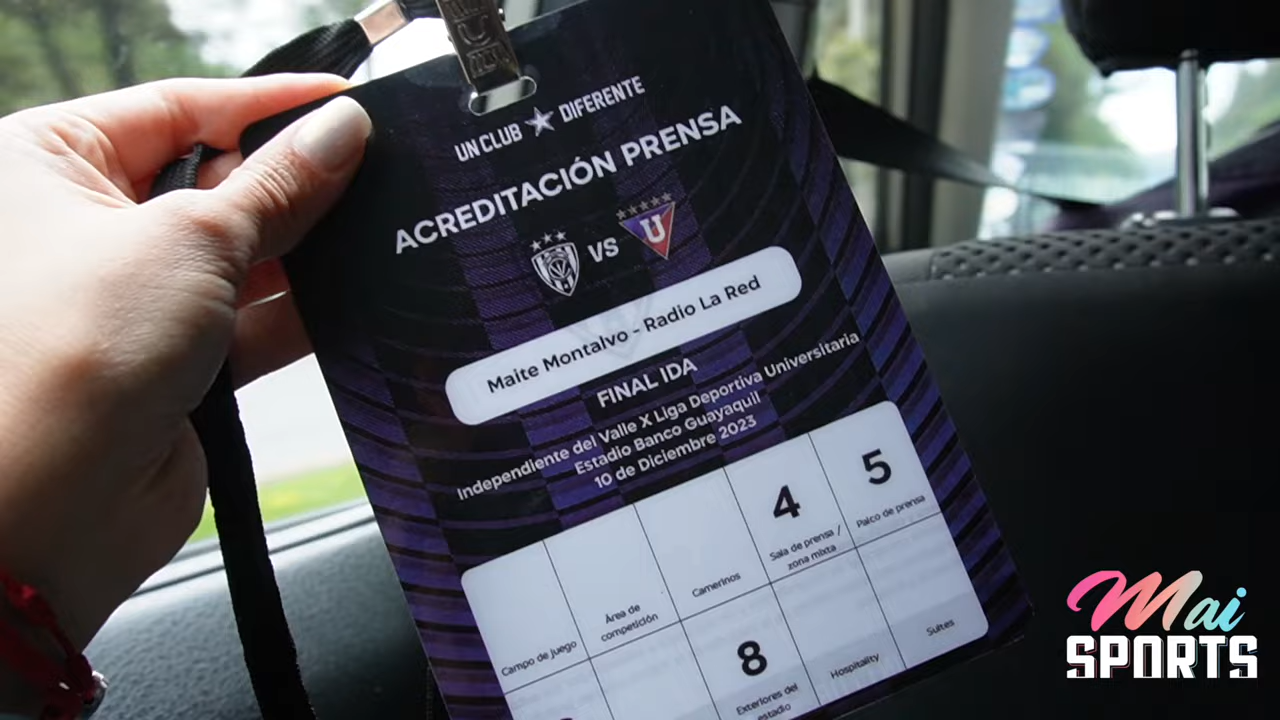 UN CLUB DIFERENTE
ACREDITACIÓN PRENSA
VS
U
Maite Montalvo - Radio La Red
FINAL IDA
Independiente del Valle X Liga Deportiva Universitaria
Estadio Banco Guayaquil
10 de Diciembre 2023
4
5
Campo de juego
Área de
competición
Camerinos
Sala de prensa /
zona mixta
Palco de prensa
8
Exteriores del
estadio
Hospitality
Suites
Mai
SPORTS